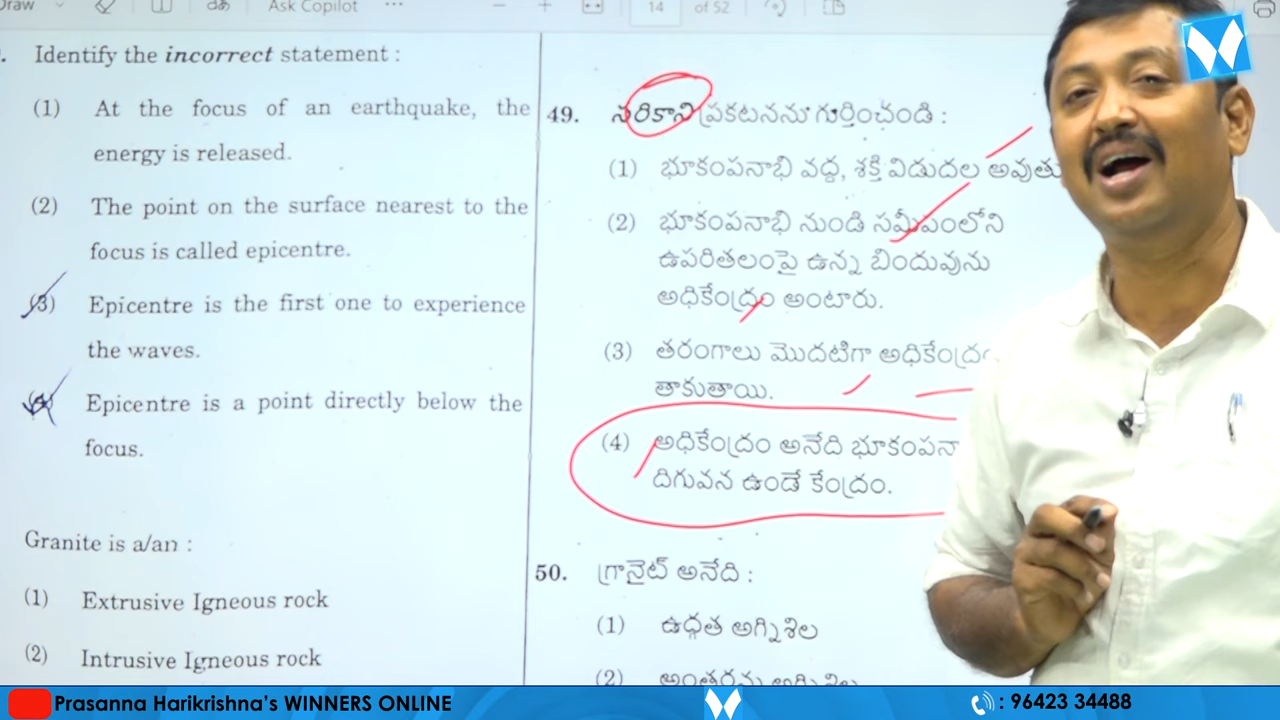 Draw
Ask Copilot
14 of 52
Identify the incorrect statement :
(1) At the focus of an earthquake, the
energy is released.
(2) The point on the surface nearest to the
focus is called epicentre.
(3) Epicentre is the first one to experience
the waves.
Epicentre is a point directly below the
focus.
Granite is a/an :
(1) Extrusive Igneous rock
(2) Intrusive Igneous rock
49. సరికాని ప్రకటనను గుర్తించండి :
(1) భూకంపనాభి వద్ద, శక్తి విడుదల అవుతు
(2) భూకంపనాభి నుండి సమీపంలోని
ఉపరితలంపై ఉన్న బిందువును
అధికేంద్రం అంటారు.
(3) తరంగాలు మొదటిగా అధికేంద్ర
తాకుతాయి.
(4) అధికేంద్రం అనేది భూకంపనా
దిగువన ఉండే కేంద్రం.
50. గ్రానైట్ అనేది :
(1) ఉద్గత అగ్నిశిల
(2)
Prasanna Harikrishna's WINNERS ONLINE
: 96423 34488